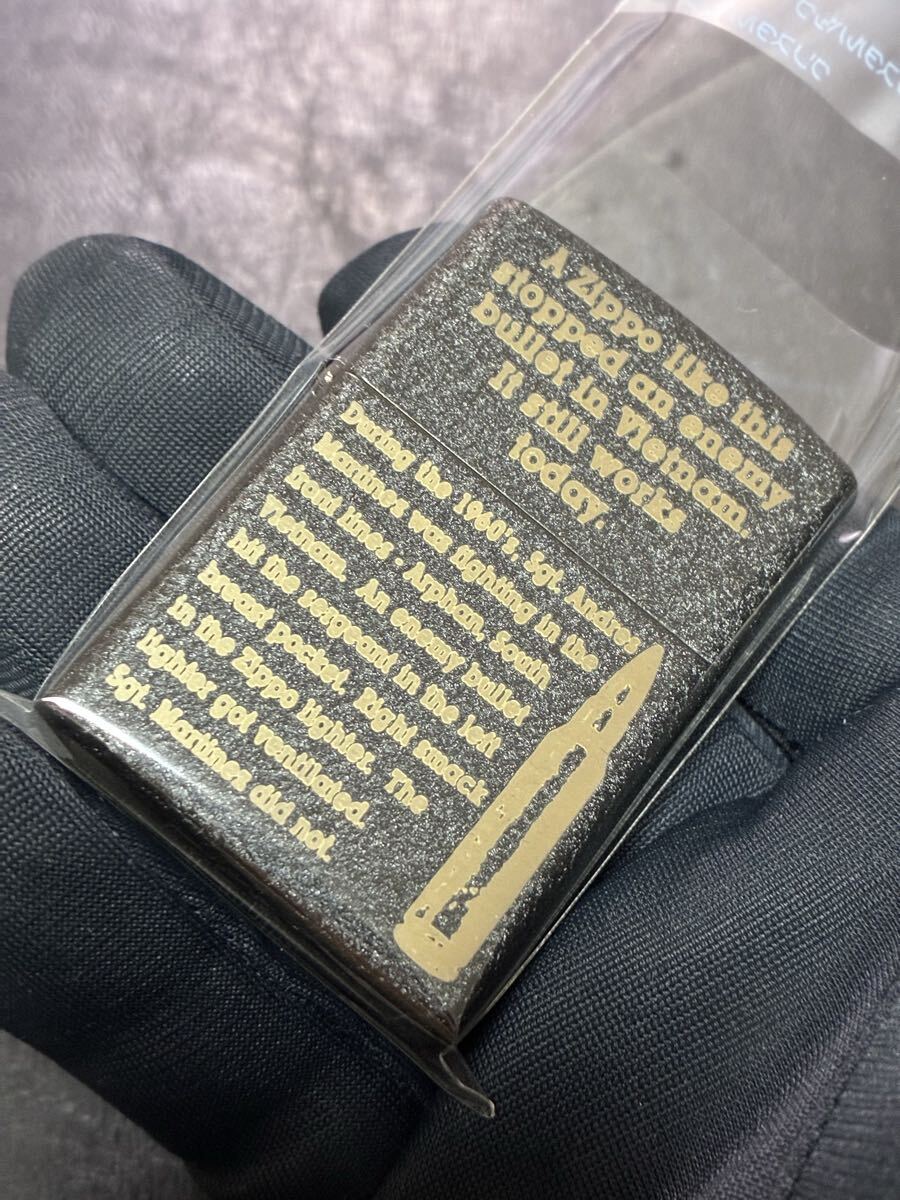 A Zippo like this
stopped an enemy
bullet in Vietnam.
It still works
today.
During the 1960's, Sgt. Andres
Martines was fighting in the
front lines - Arphan, South
Vietnam. An enemy bullet
hit the sergeant in the left
breast pocket. Right smack
in the Zippo lighter. The
lighter got ventilated.
Sgt. Martines did not.